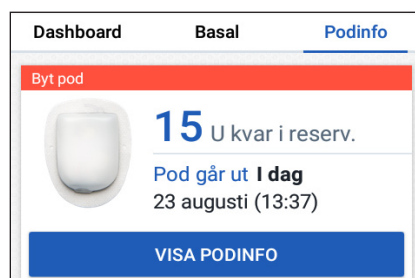 Dashboard Basal Podinfo
Byt pod
15 U kvar i reserv.
Pod går ut I dag
23 augusti (13:37)
VISA PODINFO